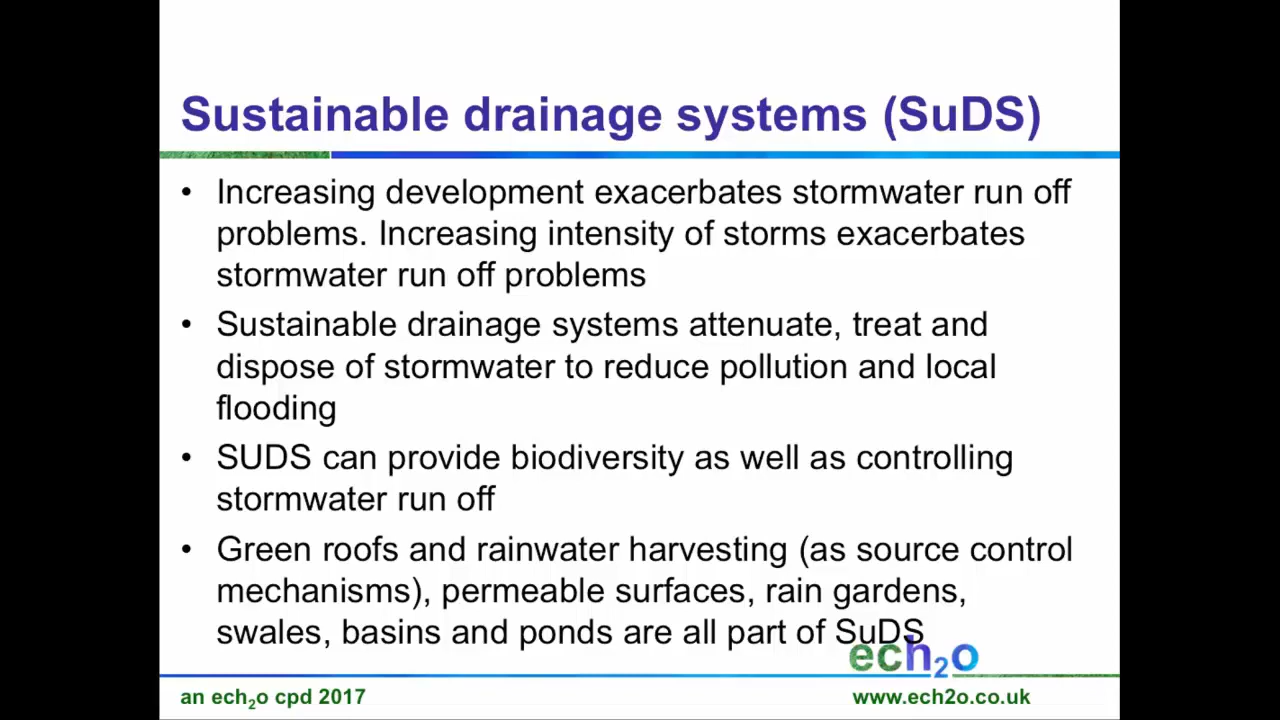 Sustainable drainage systems (SuDS)
• Increasing development exacerbates stormwater run off
problems. Increasing intensity of storms exacerbates
stormwater run off problems
• Sustainable drainage systems attenuate, treat and
dispose of stormwater to reduce pollution and local
flooding
• SUDS can provide biodiversity as well as controlling
stormwater run off
• Green roofs and rainwater harvesting (as source control
mechanisms), permeable surfaces, rain gardens,
swales, basins and ponds are all part of SuDS
ech₂o
an ech₂o cpd 2017
www.ech2o.co.uk